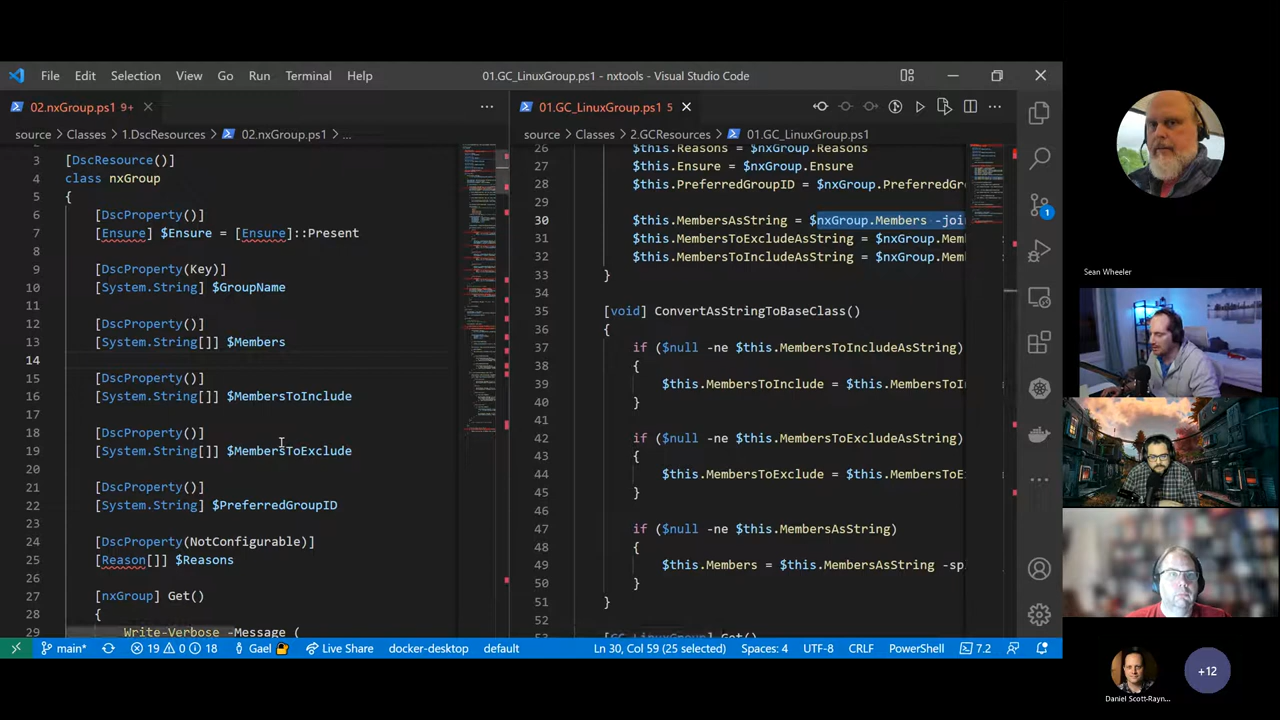 File Edit Selection View Go Run Terminal Help
01.GC_LinuxGroup.ps1 - nxtools - Visual Studio Code
02.nxGroup.ps1 9+
source > Classes > 1.DscResources > 02.nxGroup.ps1 > ...
3 [DscResource()]
4 class nxGroup
5 {
6 [DscProperty()]
7 [Ensure] $Ensure = [Ensure]::Present
8
9 [DscProperty(Key)]
10 [System.String] $GroupName
11
12 [DscProperty()]
13 [System.String[]] $Members
14
15 [DscProperty()]
16 [System.String[]] $MembersToInclude
17
18 [DscProperty()]
19 [System.String[]] $MembersToExclude
20
21 [DscProperty()]
22 [System.String] $PreferredGroupID
23
24 [DscProperty(NotConfigurable)]
25 [Reason[]] $Reasons
26
27 [nxGroup] Get()
28 {
29 Write-Verbose -Message (
01.GC_LinuxGroup.ps1 5
source > Classes > 2.GCResources > 01.GC_LinuxGroup.ps1
26 $this.Reasons = $nxGroup.Reasons
27 $this.Ensure = $nxGroup.Ensure
28 $this.PreferredGroupID = $nxGroup.PreferredGr
30 $this.MembersAsString = $nxGroup.Members -joi
31 $this.MembersToExcludeAsString = $nxGroup.Mem
32 $this.MembersToIncludeAsString = $nxGroup.Mem
33 }
34
35 [void] ConvertAsStringToBaseClass()
36 {
37 if ($null -ne $this.MembersToIncludeAsString)
38 {
39 $this.MembersToInclude = $this.MembersToI
40 }
41
42 if ($null -ne $this.MembersToExcludeAsString)
43 {
44 $this.MembersToExclude = $this.MembersToE
45 }
46
47 if ($null -ne $this.MembersAsString)
48 {
49 $this.Members = $this.MembersAsString -sp
50 }
51 }
52
53 [GC_LinuxGroup] Get()
1
main* 19 0 18 Gael Live Share docker-desktop default Ln 30, Col 59 (25 selected) Spaces: 4 UTF-8 CRLF PowerShell 7.2
Sean Wheeler
Daniel Scott-Rayn...
+12